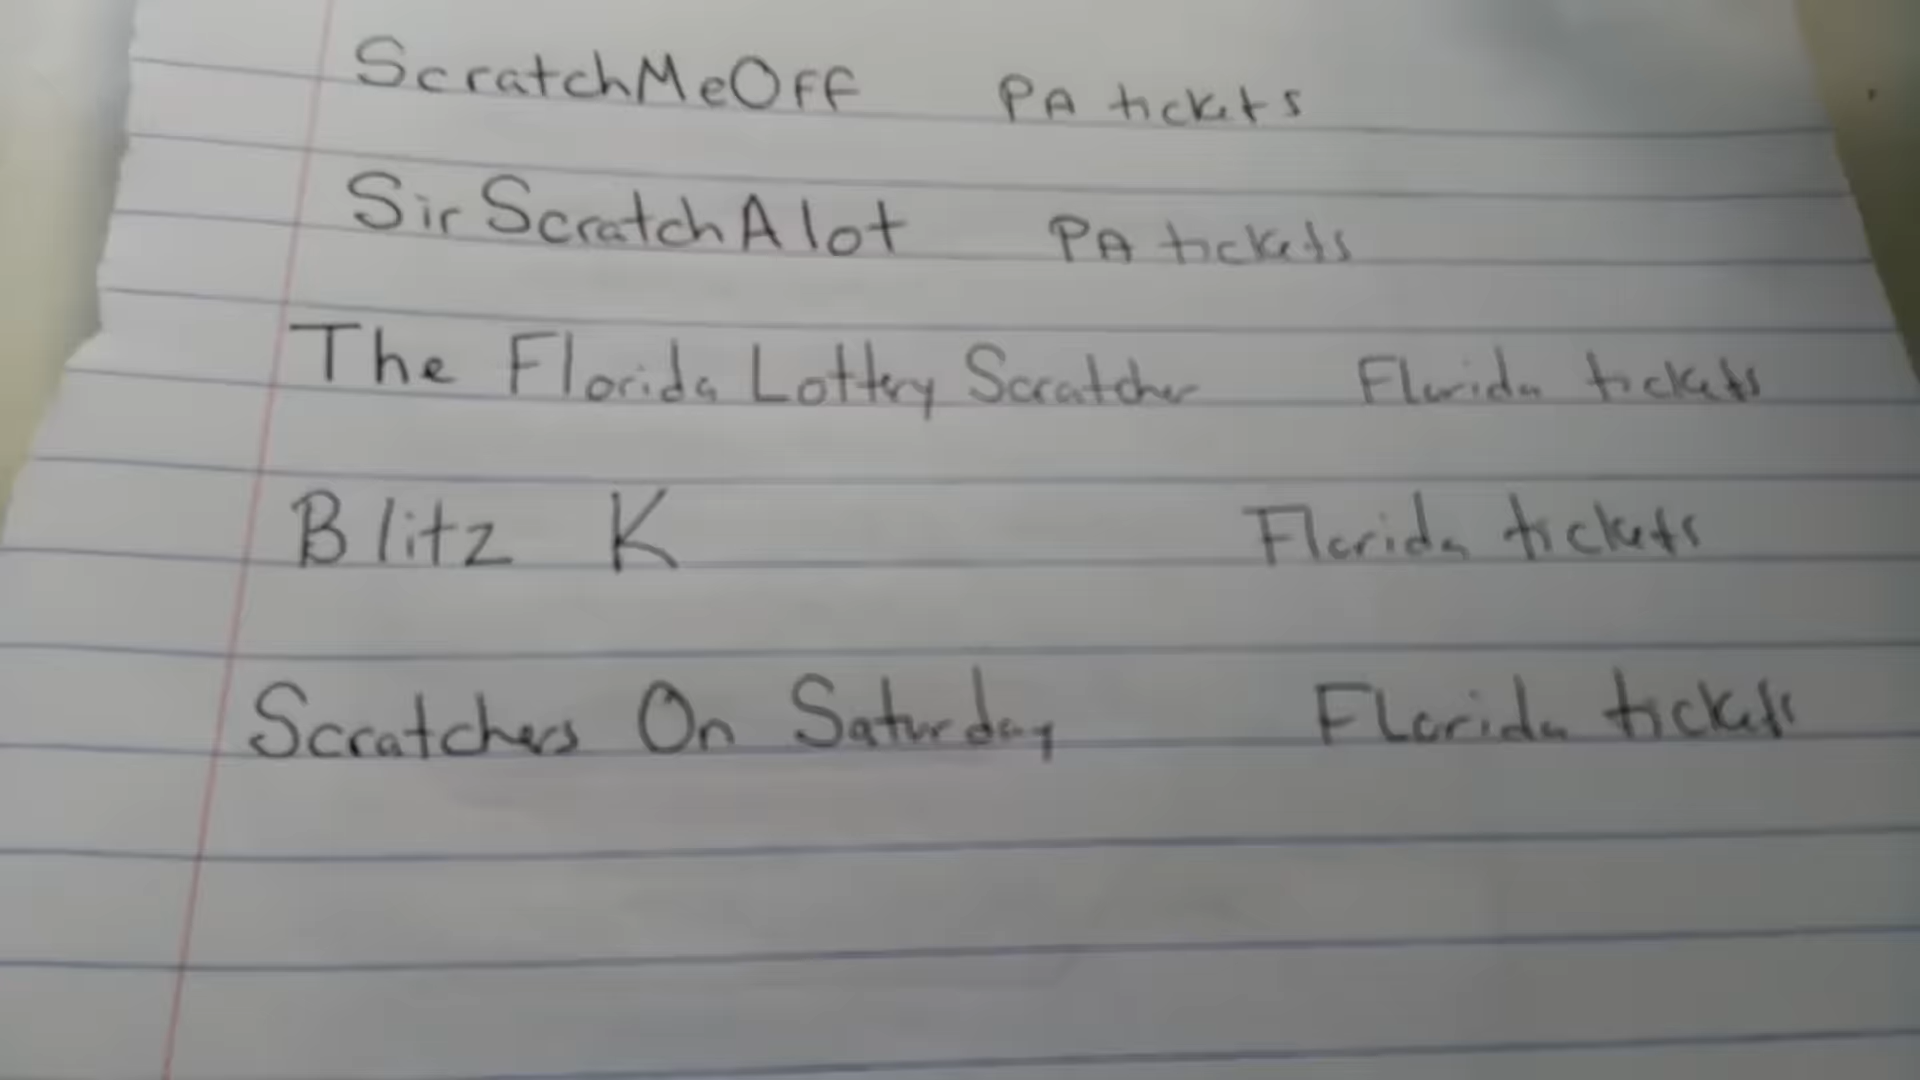 ScratchMeOff PA tickets
SirScratchAlot PA tickets
The Florida Lottery Scratcher Florida tickets
Blitz K Florida tickets
Scratchers On Saturday Florida tickets